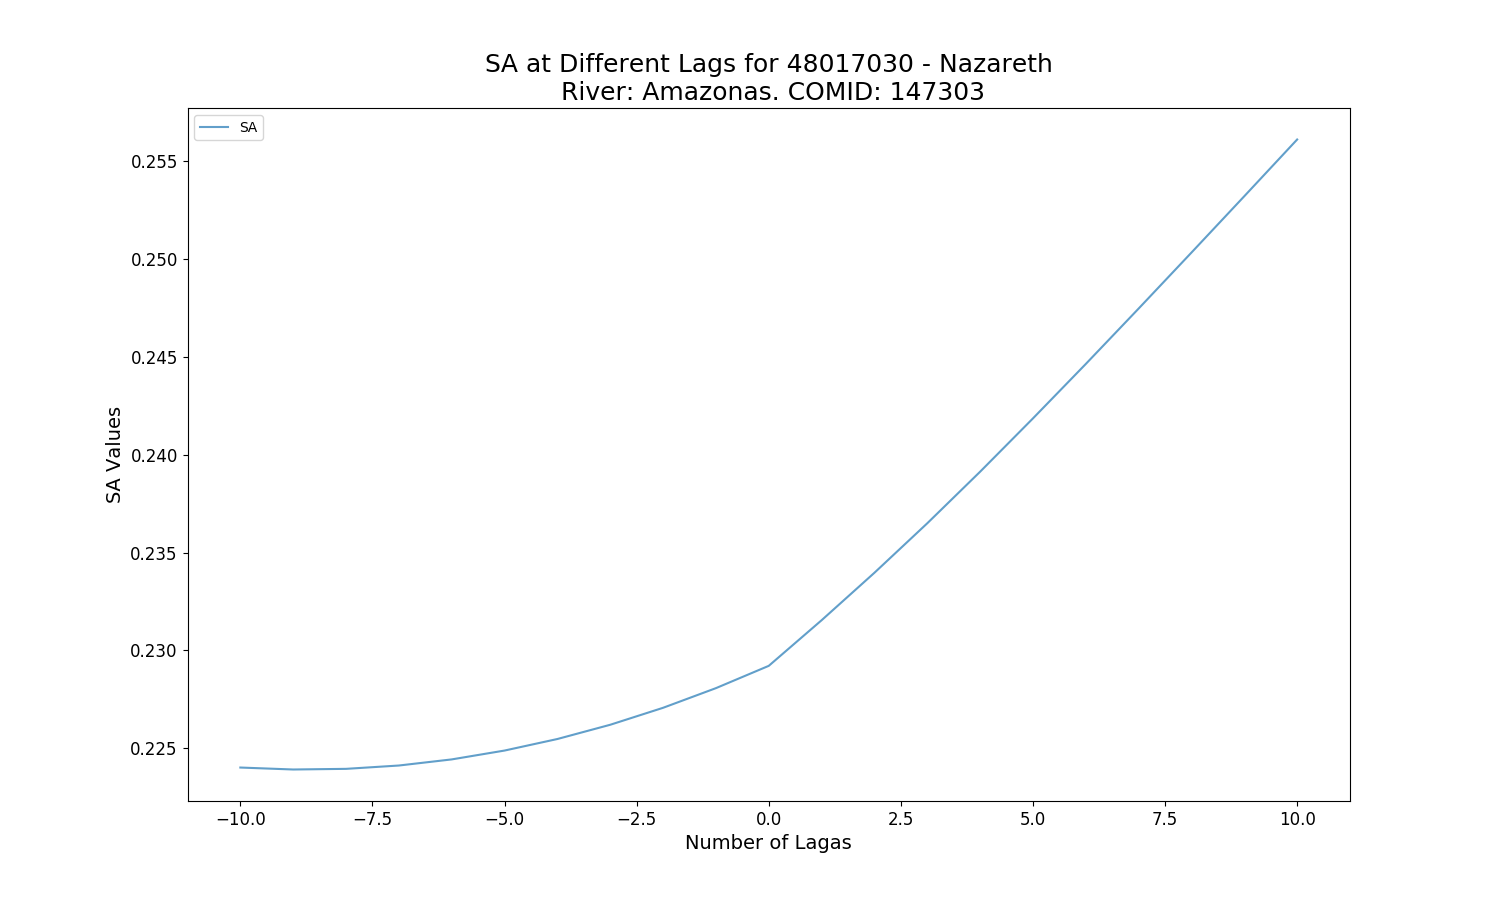 SA at Different Lags for 48017030 - Nazareth
River: Amazonas. COMID: 147303
SA
0.255
0.250
0.245
0.240
0.235
0.230
0.225
SA Values
−10.0 −7.5 −5.0 −2.5 0.0 2.5 5.0 7.5 10.0
Number of Lagas